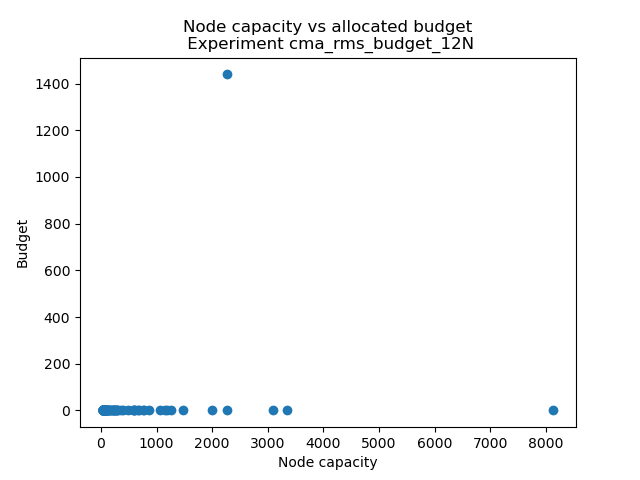 Node capacity vs allocated budget
Experiment cma_rms_budget_12N
1400
1200
1000
800
600
400
200
0
Budget
0 1000 2000 3000 4000 5000 6000 7000 8000
Node capacity